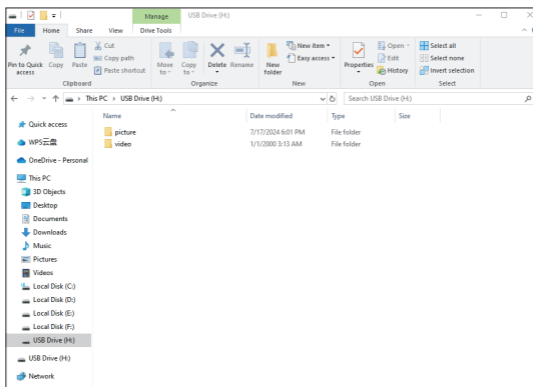 Manage USB Drive (H:)
File Home Share View Drive Tools
Pin to Quick access
Copy
Paste
Cut
Copy path
Paste shortcut
Clipboard
Move to
Copy to
Delete
Rename
Organize
New folder
New item
Easy access
New
Properties
Open
Edit
History
Open
Select all
Select none
Invert selection
Select
This PC > USB Drive (H:)
Search USB Drive (H:)
Name Date modified Type Size
picture 7/17/2024 6:01 PM File folder
video 1/1/2000 3:13 AM File folder
Quick access
WPS云盘
OneDrive - Personal
This PC
3D Objects
Desktop
Documents
Downloads
Music
Pictures
Videos
Local Disk (C:)
Local Disk (D:)
Local Disk (E:)
Local Disk (F:)
USB Drive (H:)
USB Drive (H:)
Network